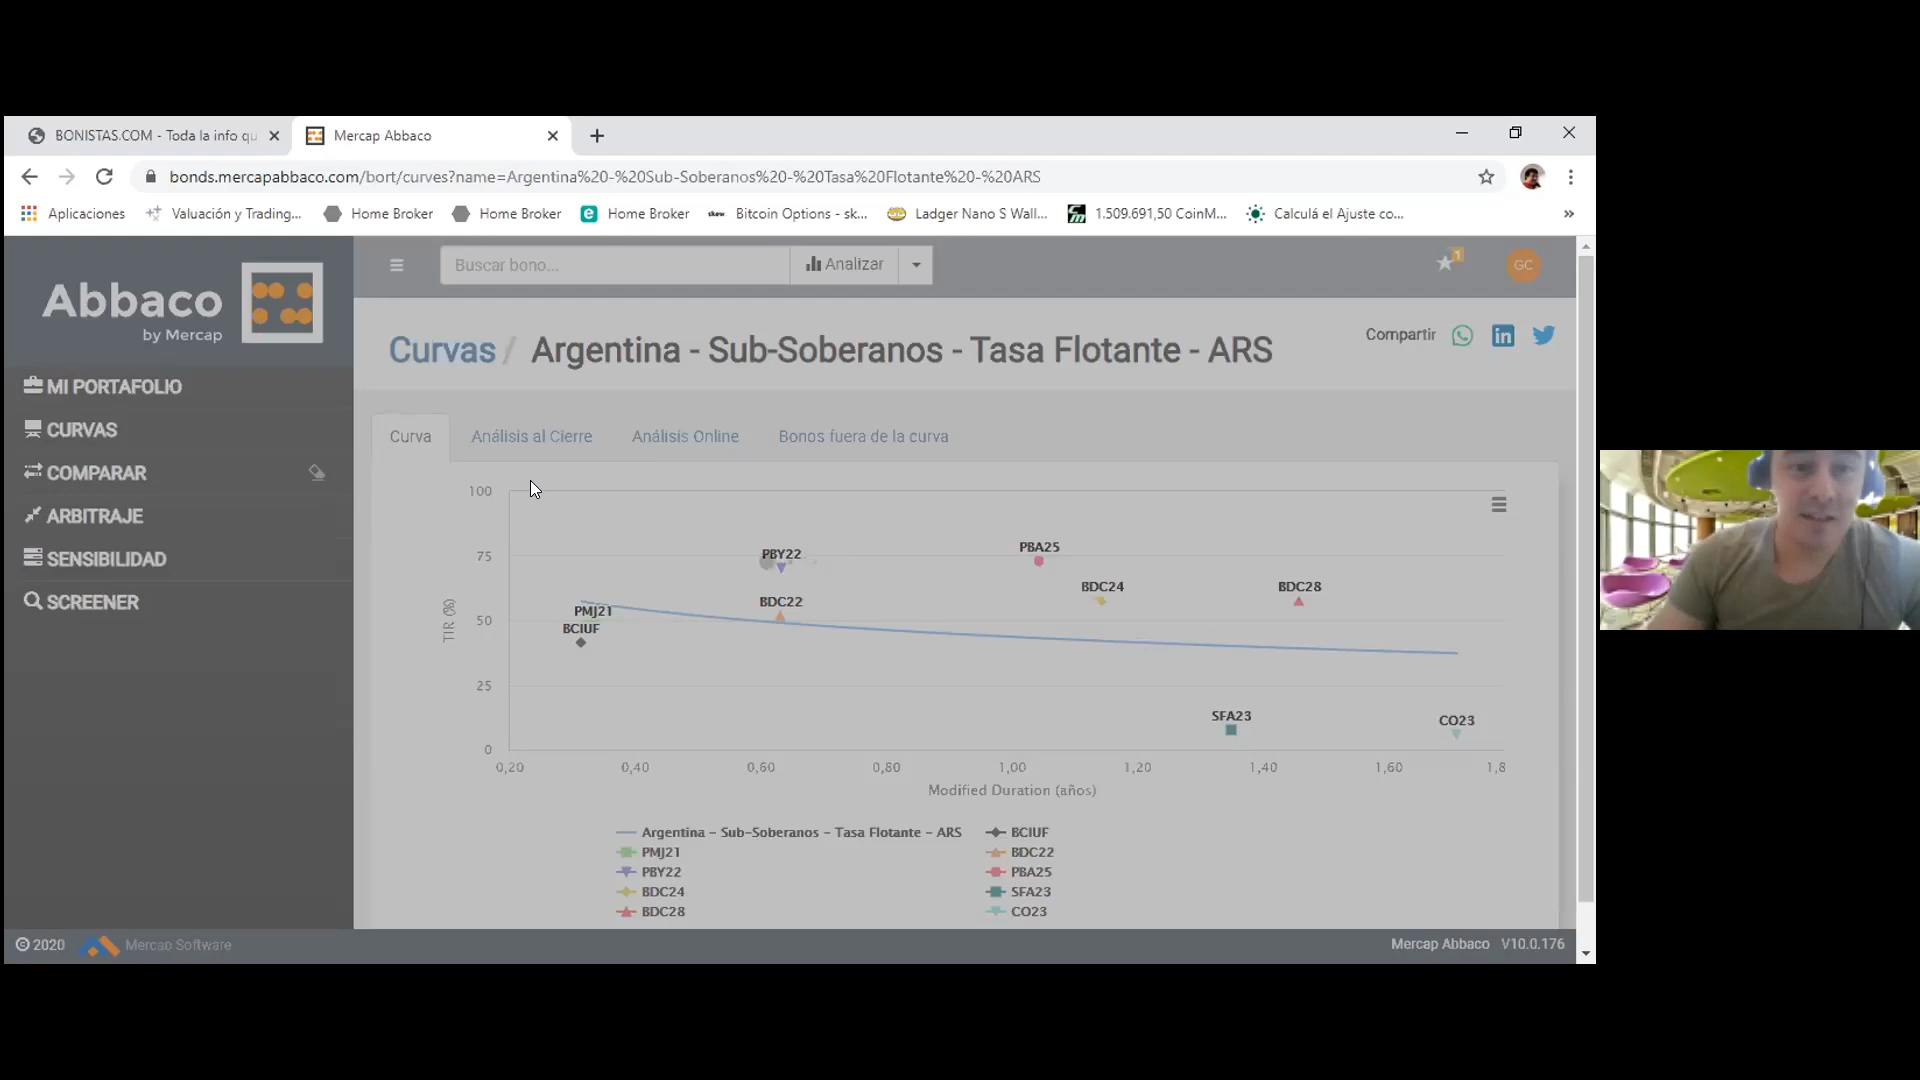 BONISTAS.COM - Toda la info qu
Mercap Abbaco
bonds.mercapabbaco.com/bort/curves?name=Argentina%20-%20Sub-Soberanos%20-%20Tasa%20Flotante%20-%20ARS
Aplicaciones
Valuación y Trading...
Home Broker
Home Broker
Home Broker
skew
Bitcoin Options - sk...
Ladger Nano S Wall...
1.509.691,50 CoinM...
Calculá el Ajuste co...
»
Abbaco
by Mercap
Buscar bono...
Analizar
1
GC
MI PORTAFOLIO
CURVAS
COMPARAR
ARBITRAJE
SENSIBILIDAD
SCREENER
Curvas / Argentina - Sub-Soberanos - Tasa Flotante - ARS
Compartir
Curva
Análisis al Cierre
Análisis Online
Bonos fuera de la curva
100
75
50
25
0
TIR (%)
PBY22
PBA25
BDC24
BDC28
BDC22
PMJ21
BCIUF
SFA23
CO23
0,20
0,40
0,60
0,80
1,00
1,20
1,40
1,60
1,8
Modified Duration (años)
Argentina - Sub-Soberanos - Tasa Flotante - ARS
BCIUF
PMJ21
BDC22
PBY22
PBA25
BDC24
SFA23
BDC28
CO23
© 2020
Mercap Software
Mercap Abbaco V10.0.176